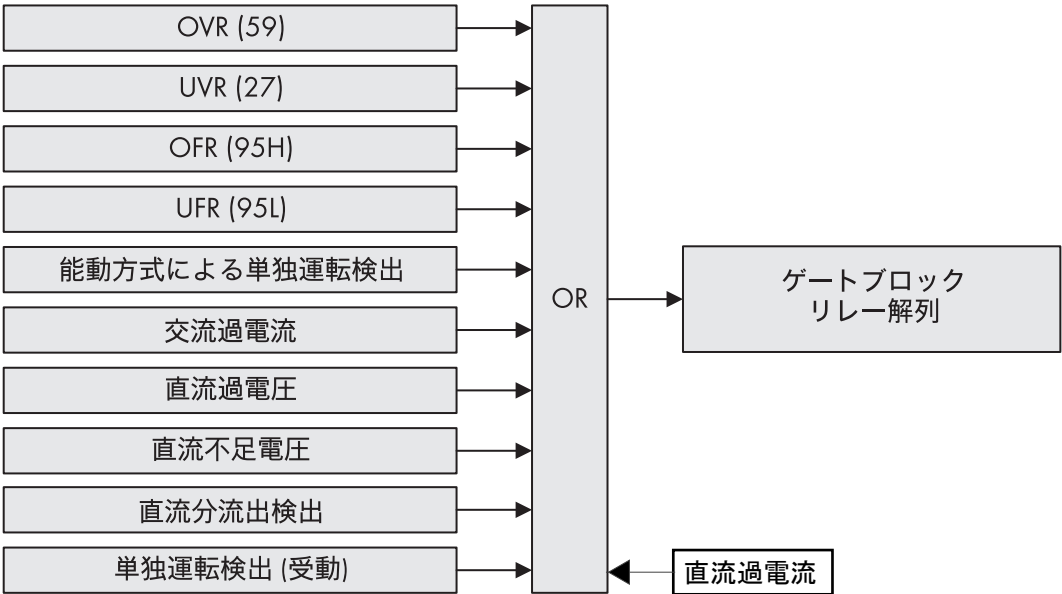 OVR (59)
UVR (27)
OFR (95H)
UFR (95L)
能動方式による単独運転検出
交流過電流
直流過電圧
直流不足電圧
直流分流出検出
単独運転検出 (受動)
OR
ゲートブロック
リレー解列
直流過電流